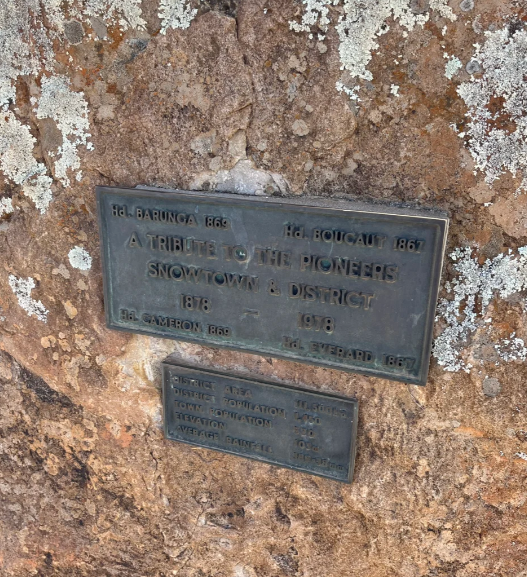 Hd. BARUNGA 1869 Hd. BOUCAUT 1867
A TRIBUTE TO THE PIONEERS
SNOWTOWN & DISTRICT
1878 - 1978
Hd. CAMERON 1869 Hd. EVERARD 1867
DISTRICT AREA
DISTRICT POPULATION
TOWN POPULATION
ELEVATION
AVERAGE RAINFALL